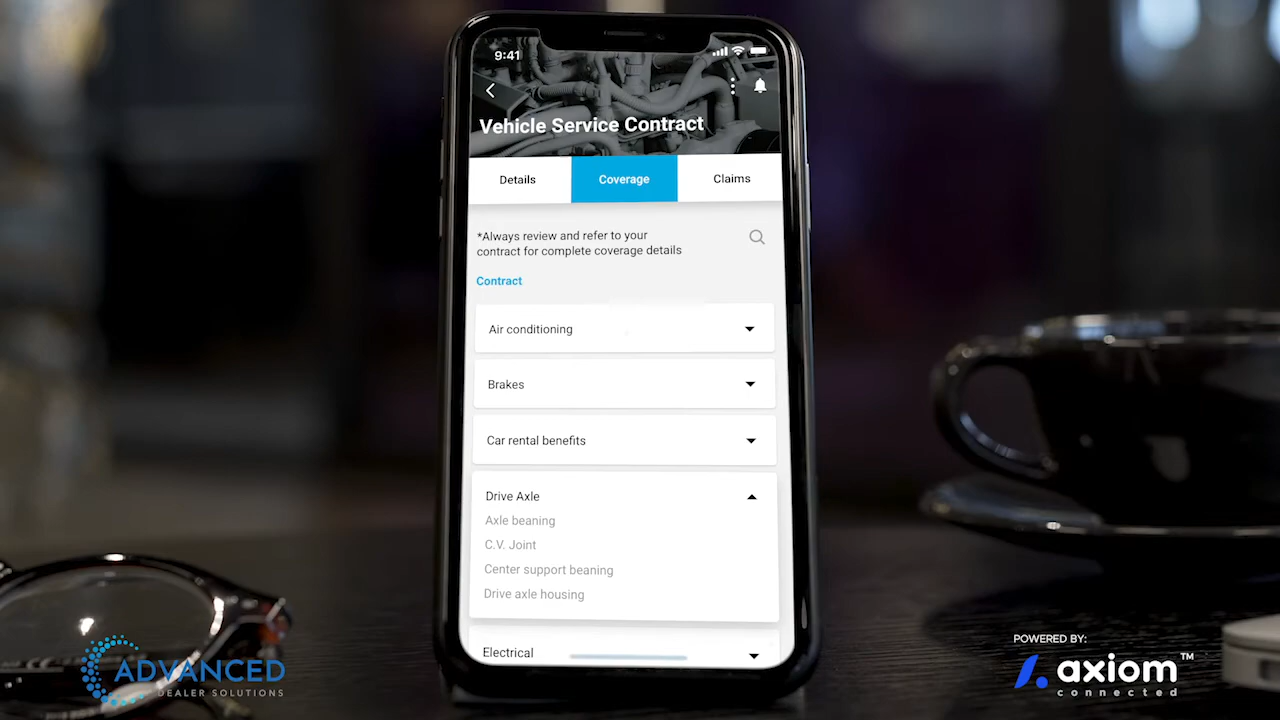 9:41
Vehicle Service Contract
Details
Coverage
Claims
*Always review and refer to your
contract for complete coverage details
Contract
Air conditioning
Brakes
Car rental benefits
Drive Axle
Axle beaning
C.V. Joint
Center support beaning
Drive axle housing
Electrical
ADVANCED
DEALER SOLUTIONS
POWERED BY:
axiom™
connected